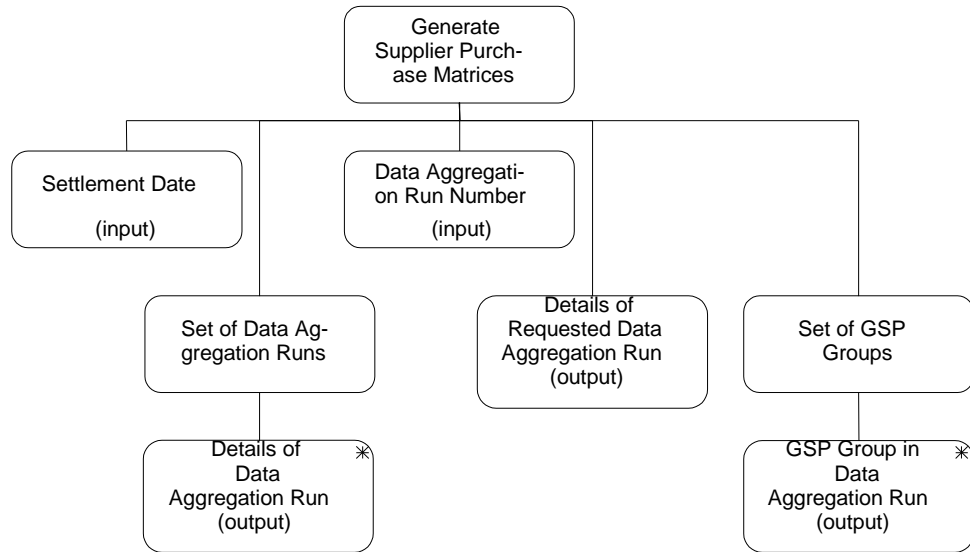 Generate
Supplier Purch-
ase Matrices
Settlement Date
(input)
Data Aggregati-
on Run Number
(input)
Set of Data Ag-
gregation Runs
Details of
Requested Data
Aggregation Run
(output)
Set of GSP
Groups
Details of
Data
Aggregation Run
(output)
*
GSP Group in
Data
Aggregation Run
(output)
*